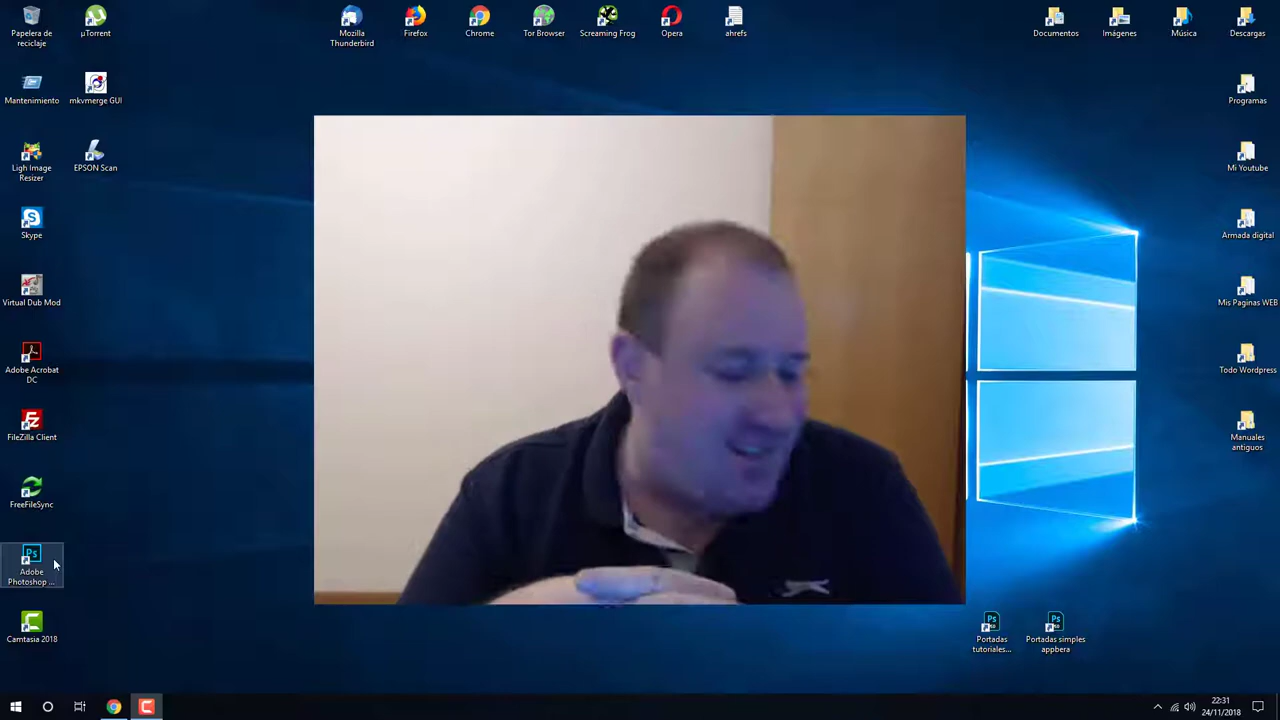 Papelera de
reciclaje
µTorrent
Mozilla
Thunderbird
Firefox
Chrome
Tor Browser
Screaming Frog
Opera
ahrefs
Documentos
Imágenes
Música
Descargas
Mantenimiento
mkvmerge GUI
Programas
Ligh Image
Resizer
EPSON Scan
Mi Youtube
Skype
Armada digital
Virtual Dub Mod
Mis Paginas WEB
Adobe Acrobat
DC
Todo Wordpress
FileZilla Client
Manuales
antiguos
FreeFileSync
Ps
Adobe
Photoshop ...
Camtasia 2018
Ps
Portadas
tutoriales...
Ps
Portadas simples
appbera
22:31
24/11/2018